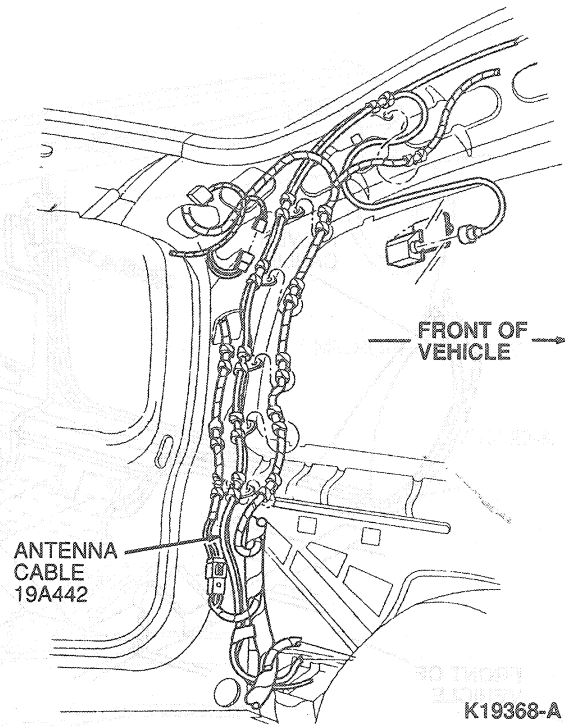 FRONT OF
VEHICLE
ANTENNA
CABLE
19A442
K19368-A